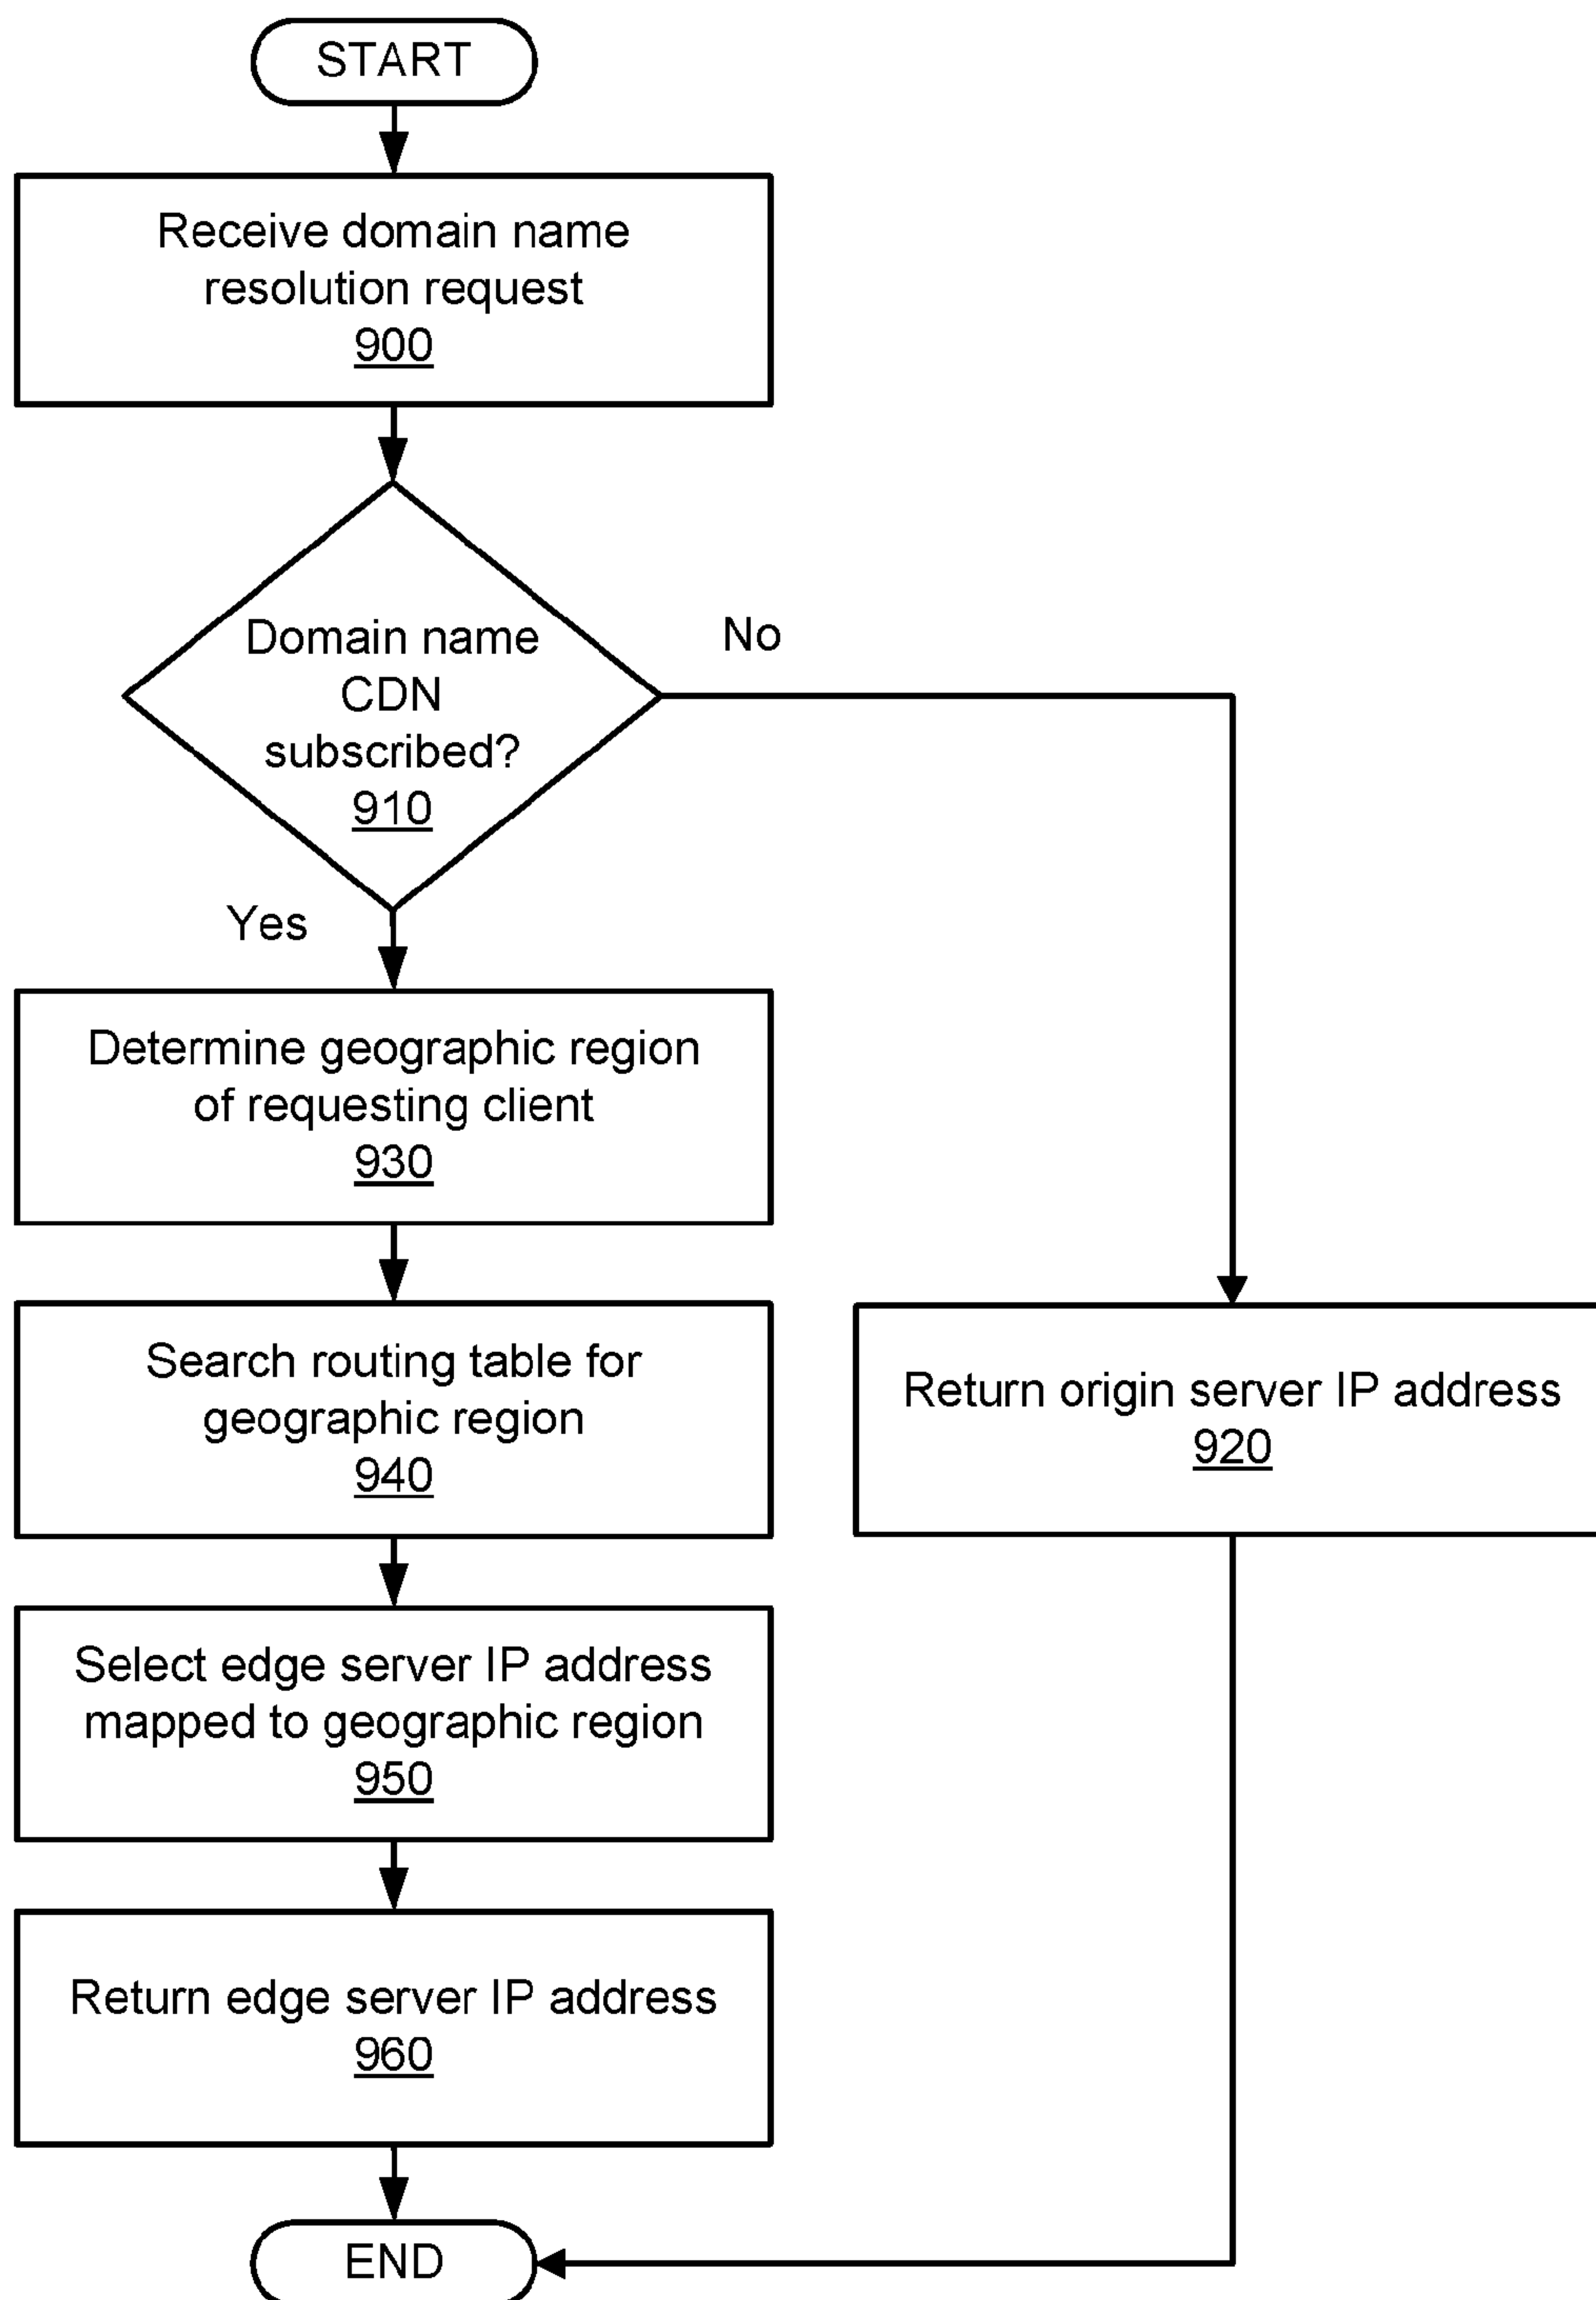 START
Receive domain name
resolution request
900
Domain name
CDN
subscribed?
910
No
Yes
Determine geographic region
of requesting client
930
Search routing table for
geographic region
940
Return origin server IP address
920
Select edge server IP address
mapped to geographic region
950
Return edge server IP address
960
END